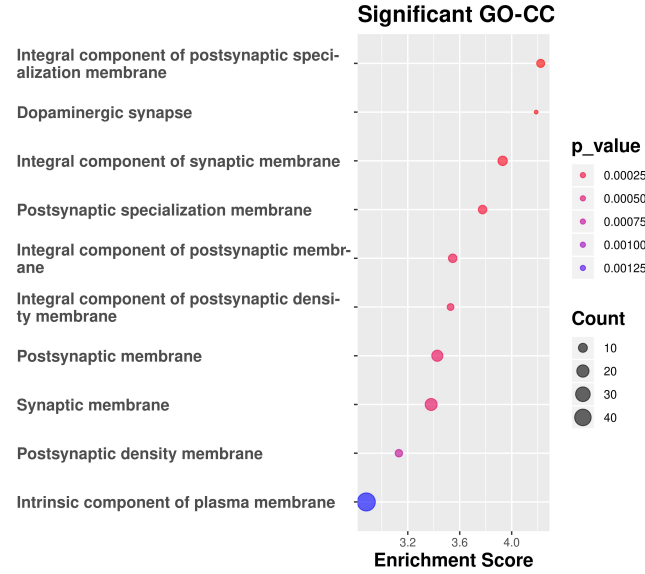 Significant GO-CC
Integral component of postsynaptic speci-
alization membrane
Dopaminergic synapse
Integral component of synaptic membrane
Postsynaptic specialization membrane
Integral component of postsynaptic membr-
ane
Integral component of postsynaptic densi-
ty membrane
Postsynaptic membrane
Synaptic membrane
Postsynaptic density membrane
Intrinsic component of plasma membrane
3.2 3.6 4.0
Enrichment Score
p_value
0.00025
0.00050
0.00075
0.00100
0.00125
Count
10
20
30
40